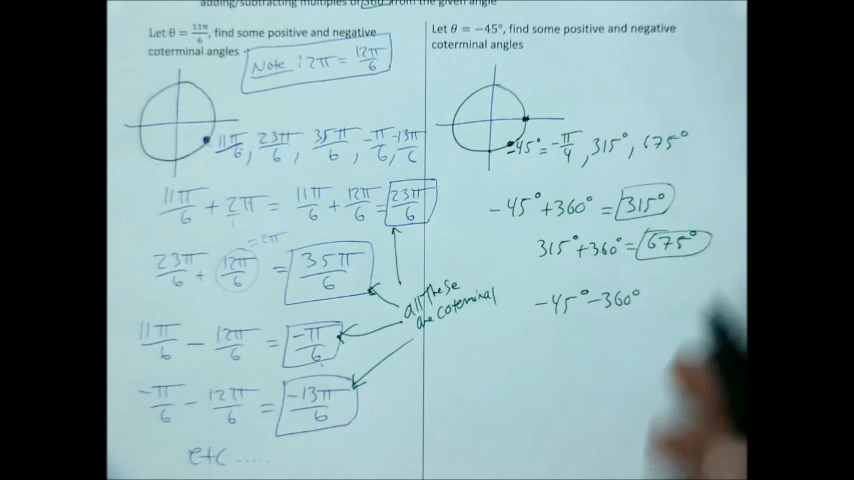 adding/subtracting multiples of 360° from the given angle
Let θ = 11π/6, find some positive and negative
coterminal angles
Note: 2π = 12π/6
11π/6, 23π/6, 35π/6, -π/6, -13π/6
11π/6 + 2π/1 = 11π/6 + 12π/6 = 23π/6
= 2π
23π/6 + 12π/6 = 35π/6
all these
are coterminal
11π/6 - 12π/6 = -π/6
-π/6 - 12π/6 = -13π/6
etc .....
Let θ = −45°, find some positive and negative
coterminal angles
-45° = -π/4, 315°, 675°
-45° + 360° = 315°
315° + 360° = 675°
-45° - 360°